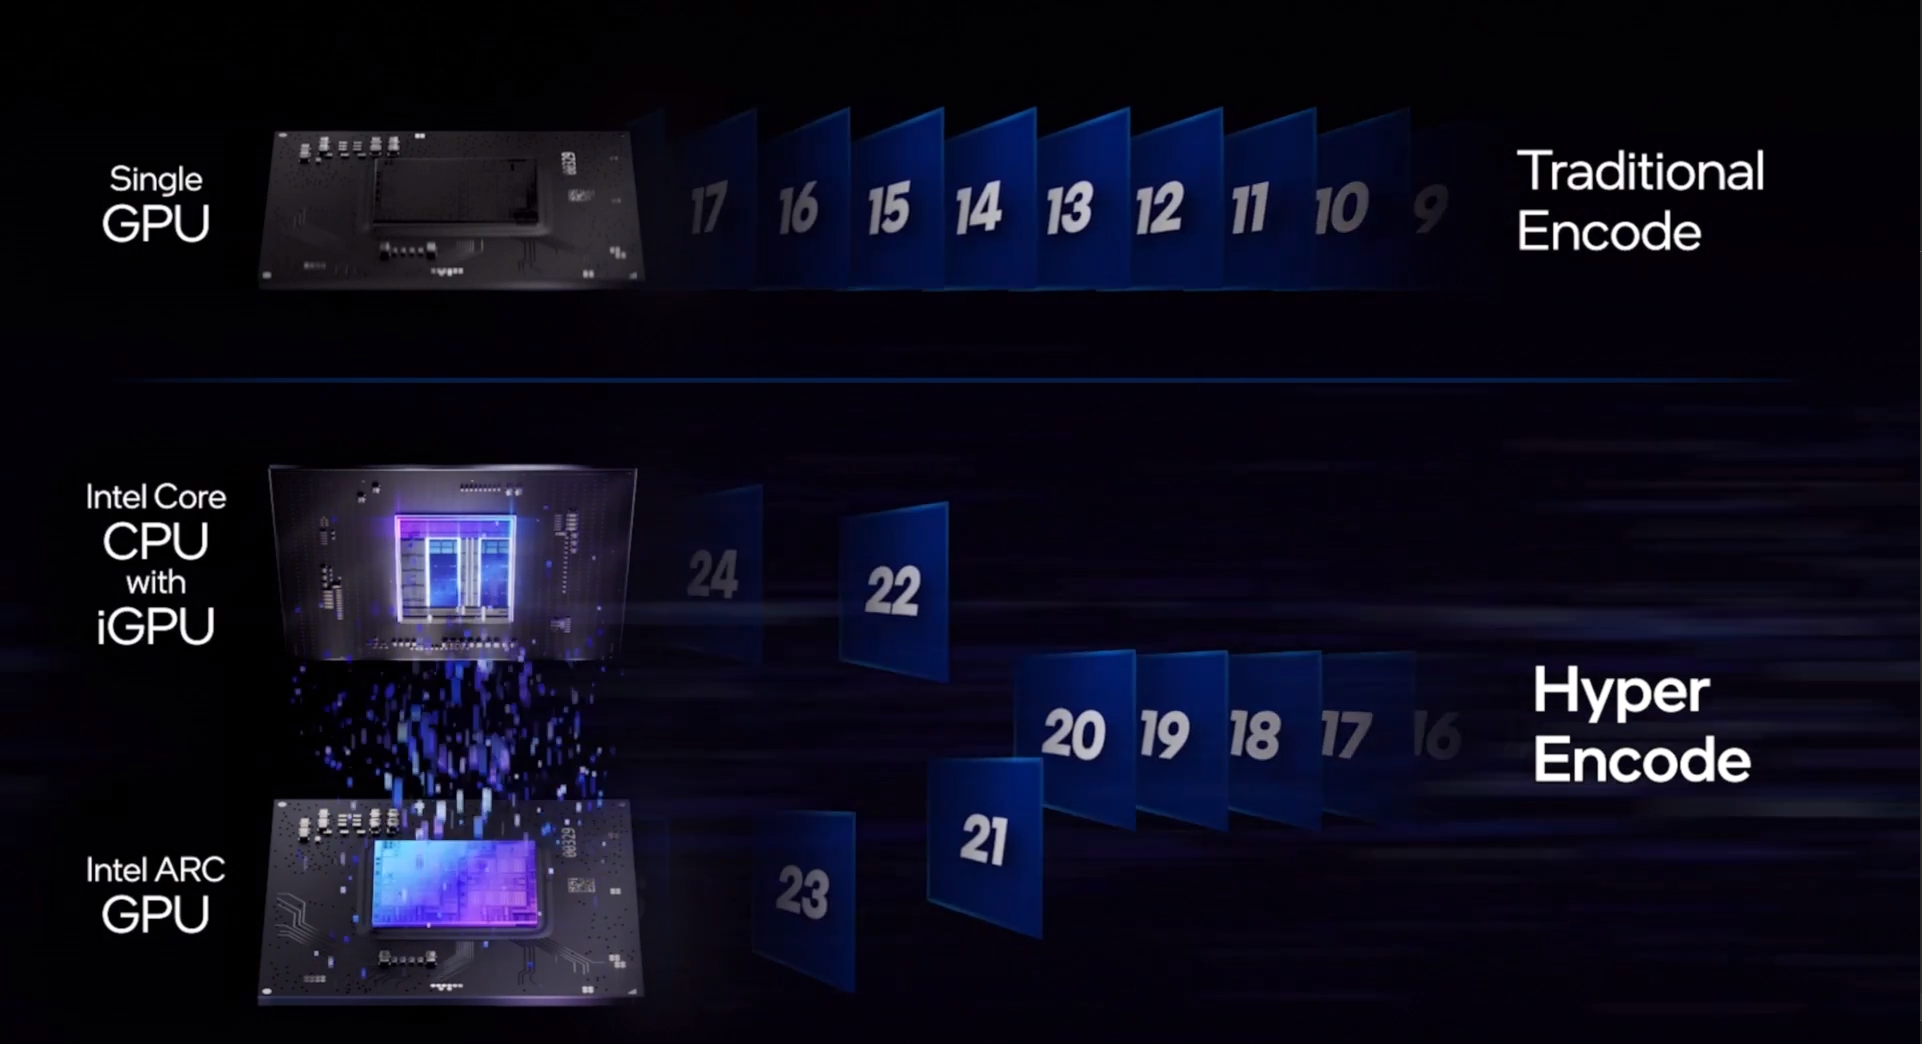 Single
GPU
17 16 15 14 13 12 11 10 9
Traditional
Encode
Intel Core
CPU
with
iGPU
24 22
20 19 18 17 16
21
23
Hyper
Encode
Intel ARC
GPU